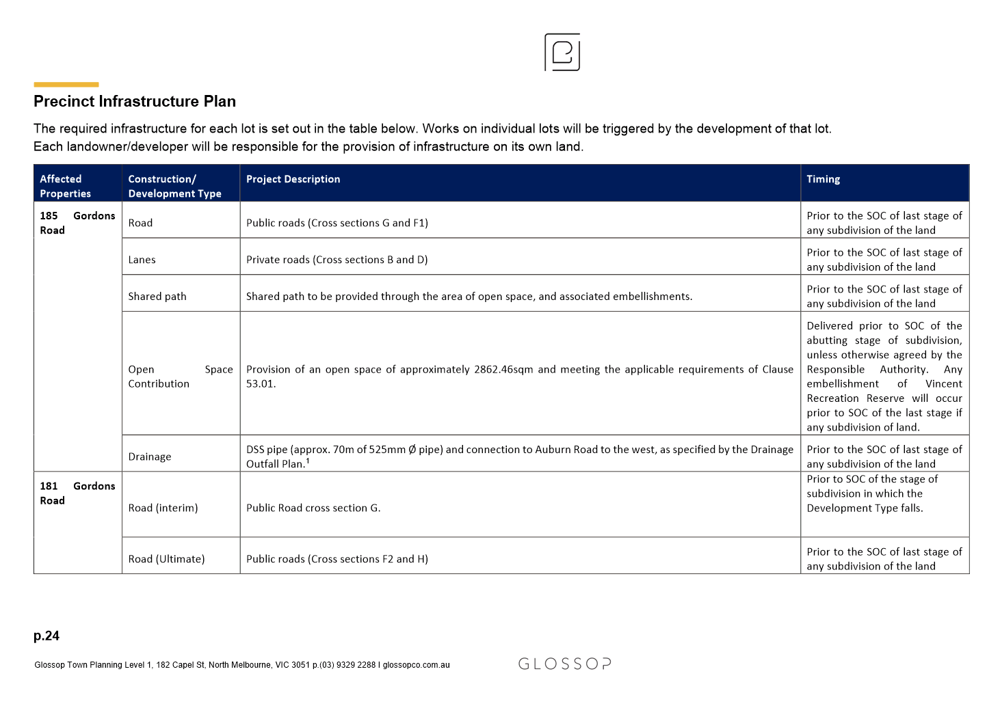 Precinct Infrastructure Plan
The required infrastructure for each lot is set out in the table below. Works on individual lots will be triggered by the development of that lot.
Each landowner/developer will be responsible for the provision of infrastructure on its own land.
Affected
Properties
Construction/
Development Type
Project Description
Timing
185 Gordons
Road
Road
Public roads (Cross sections G and F1)
Prior to the SOC of last stage of
any subdivision of the land
Lanes
Private roads (Cross sections B and D)
Prior to the SOC of last stage of
any subdivision of the land
Shared path
Shared path to be provided through the area of open space, and associated embellishments.
Prior to the SOC of last stage of
any subdivision of the land
Open Space
Contribution
Provision of an open space of approximately 2862.46sqm and meeting the applicable requirements of Clause
53.01.
Delivered prior to SOC of the
abutting stage of subdivision,
unless otherwise agreed by the
Responsible Authority. Any
embellishment of Vincent
Recreation Reserve will occur
prior to SOC of the last stage if
any subdivision of land.
Drainage
DSS pipe (approx. 70m of 525mm Ø pipe) and connection to Auburn Road to the west, as specified by the Drainage
Outfall Plan.¹
Prior to the SOC of last stage of
any subdivision of the land
181 Gordons
Road
Road (interim)
Public Road cross section G.
Prior to SOC of the stage of
subdivision in which the
Development Type falls.
Road (Ultimate)
Public roads (Cross sections F2 and H)
Prior to the SOC of last stage of
any subdivision of the land
p.24
Glossop Town Planning Level 1, 182 Capel St, North Melbourne, VIC 3051 p.(03) 9329 2288 I glossopco.com.au
GLOSSOP